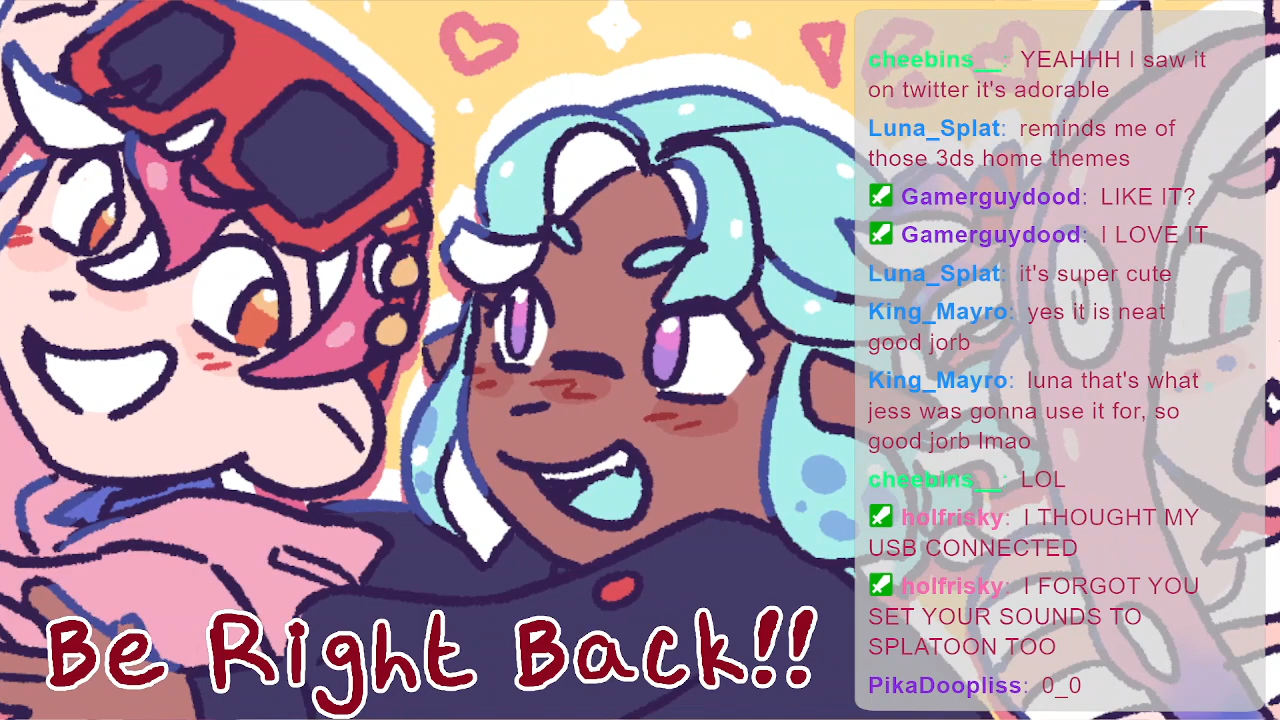 cheebins__: YEAHHH I saw it
on twitter it's adorable
Luna_Splat: reminds me of
those 3ds home themes
Gamerguydood: LIKE IT?
Gamerguydood: I LOVE IT
Luna_Splat: it's super cute
King_Mayro: yes it is neat
good jorb
King_Mayro: luna that's what
jess was gonna use it for, so
good jorb lmao
cheebins__: LOL
holfrisky: I THOUGHT MY
USB CONNECTED
holfrisky: I FORGOT YOU
SET YOUR SOUNDS TO
SPLATOON TOO
PikaDoopliss: 0_0
Be Right Back!!